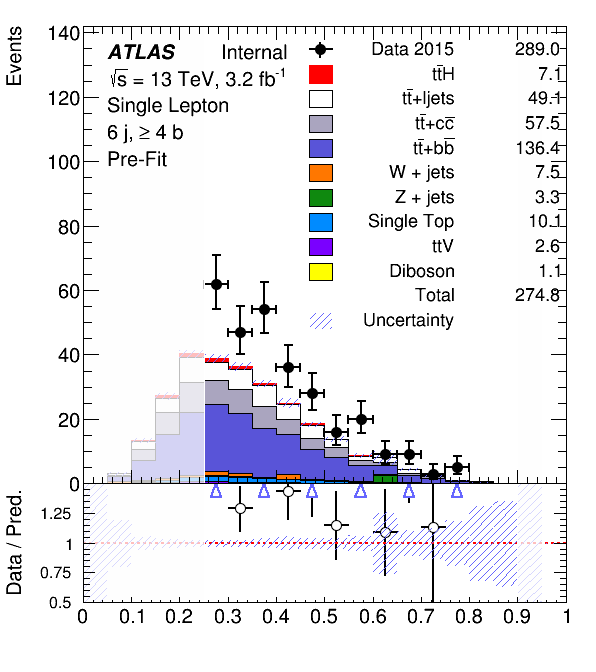 Events
140
120
100
80
60
40
20
0
ATLAS Internal
√s = 13 TeV, 3.2 fb⁻¹
Single Lepton
6 j, ≥ 4 b
Pre-Fit
Data 2015 289.0
tt̄H 7.1
tt̄+ljets 49.1
tt̄+cc̄ 57.5
tt̄+bb̄ 136.4
W + jets 7.5
Z + jets 3.3
Single Top 10.1
ttV 2.6
Diboson 1.1
Total 274.8
Uncertainty
Data / Pred.
1.25
1
0.75
0.5
0 0.1 0.2 0.3 0.4 0.5 0.6 0.7 0.8 0.9 1